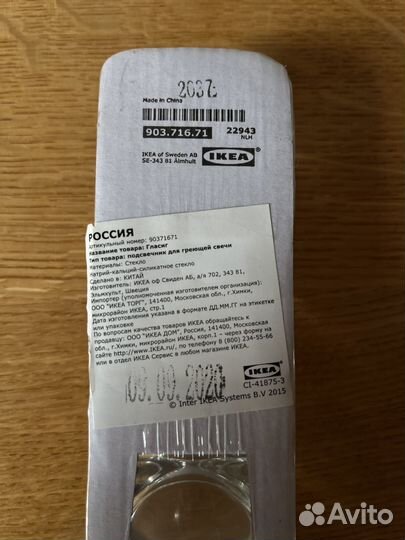 2037
Made in China
903.716.71
22943
NLH
IKEA of Sweden AB
SE-343 81 Älmhult
IKEA
РОССИЯ
Артикульный номер: 90371671
Название товара: Гласиг
Тип товара: подсвечник для греющей свечи
Материалы: Стекло
Натрий-кальций-силикатное стекло
Сделано в: КИТАЙ
Изготовитель: ИКЕА оф Свиден АБ, а/я 702, 343 81,
Эльмхульт, Швеция
Импортер (уполномоченная изготовителем организация):
ООО "ИКЕА ТОРГ", 141400, Московская обл., г.Химки,
микрорайон ИКЕА, стр.1
Дата изготовления указана в формате ДД.ММ.ГГ на этикетке
или упаковке
По вопросам качества товаров ИКЕА обращайтесь к
продавцу: ООО "ИКЕА ДОМ", Россия, 141400, Московская
обл., г.Химки, микрорайон ИКЕА, корп.1 – через форму на
сайте http://www.IKEA.ru/, по телефону 8 (800) 234-55-66
или в отделе ИКЕА Сервис в любом магазине ИКЕА.
09.09.2020
IKEA
CI-41875-3
© Inter IKEA Systems B.V 2015
Avito